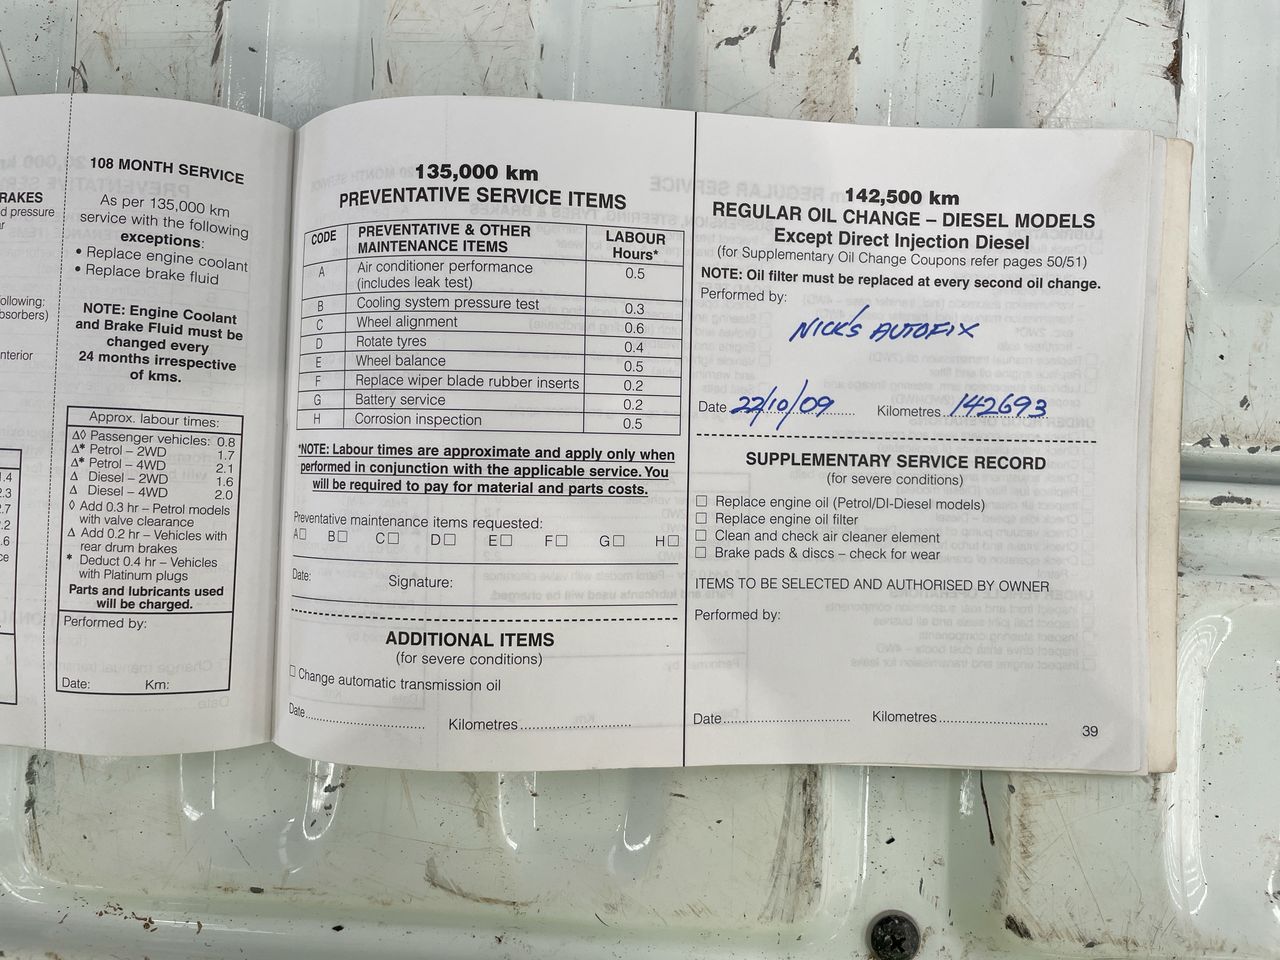 108 MONTH SERVICE
As per 135,000 km
service with the following
exceptions:
• Replace engine coolant
• Replace brake fluid
NOTE: Engine Coolant
and Brake Fluid must be
changed every
24 months irrespective
of kms.
Approx. labour times:
Δ◊ Passenger vehicles: 0.8
Δ* Petrol – 2WD 1.7
Δ* Petrol – 4WD 2.1
Δ Diesel – 2WD 1.6
Δ Diesel – 4WD 2.0
◊ Add 0.3 hr – Petrol models
with valve clearance
Δ Add 0.2 hr – Vehicles with
rear drum brakes
* Deduct 0.4 hr – Vehicles
with Platinum plugs
Parts and lubricants used
will be charged.
Performed by:
Date: Km:
135,000 km
PREVENTATIVE SERVICE ITEMS
CODE PREVENTATIVE & OTHER MAINTENANCE ITEMS LABOUR Hours*
A Air conditioner performance 0.5
(includes leak test)
B Cooling system pressure test 0.3
C Wheel alignment 0.6
D Rotate tyres 0.4
E Wheel balance 0.5
F Replace wiper blade rubber inserts 0.2
G Battery service 0.2
H Corrosion inspection 0.5
*NOTE: Labour times are approximate and apply only when
performed in conjunction with the applicable service. You
will be required to pay for material and parts costs.
Preventative maintenance items requested:
A□ B□ C□ D□ E□ F□ G□ H□
Date: Signature:
ADDITIONAL ITEMS
(for severe conditions)
□ Change automatic transmission oil
Date.............................. Kilometres..............................
142,500 km
REGULAR OIL CHANGE – DIESEL MODELS
Except Direct Injection Diesel
(for Supplementary Oil Change Coupons refer pages 50/51)
NOTE: Oil filter must be replaced at every second oil change.
Performed by:
NICK'S AUTOFIX
Date 22/10/09 Kilometres 142693
SUPPLEMENTARY SERVICE RECORD
(for severe conditions)
□ Replace engine oil (Petrol/DI-Diesel models)
□ Replace engine oil filter
□ Clean and check air cleaner element
□ Brake pads & discs – check for wear
ITEMS TO BE SELECTED AND AUTHORISED BY OWNER
Performed by:
Date.............................. Kilometres..............................
39